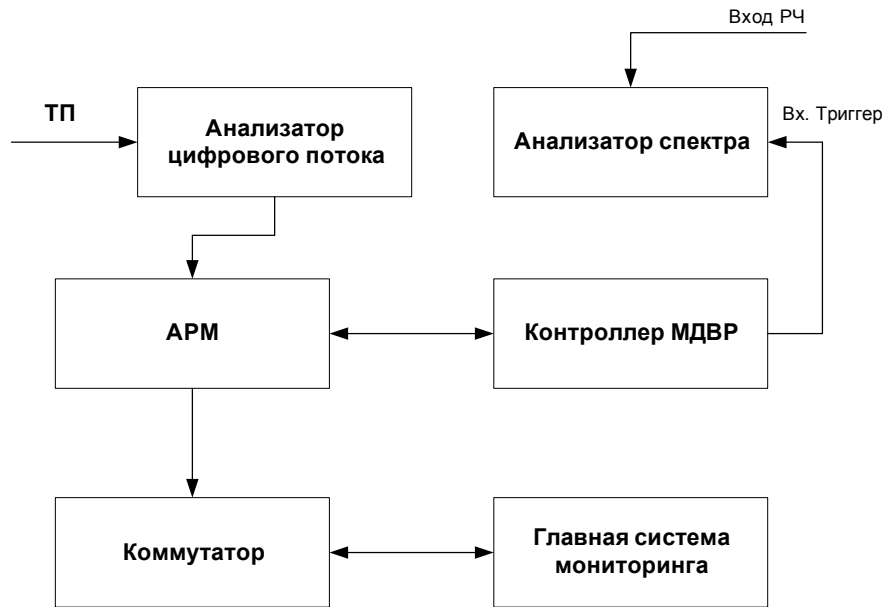 Вход РЧ
ТП
Анализатор
цифрового потока
Анализатор спектра
Вх. Триггер
АРМ
Контроллер МДВР
Коммутатор
Главная система
мониторинга